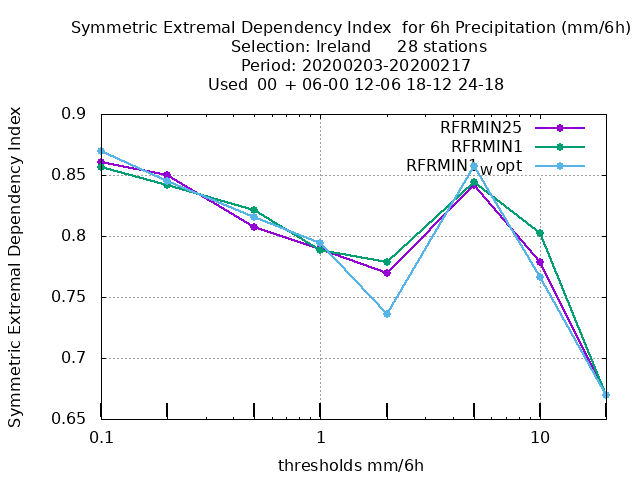 Symmetric Extremal Dependency Index  for 6h Precipitation (mm/6h)
Selection: Ireland     28 stations
Period: 20200203-20200217
Used  00  + 06-00 12-06 18-12 24-18
Symmetric Extremal Dependency Index
0.9
0.85
0.8
0.75
0.7
0.65
RFRMIN25
RFRMIN1
RFRMIN1_w opt
0.1
1
10
thresholds mm/6h